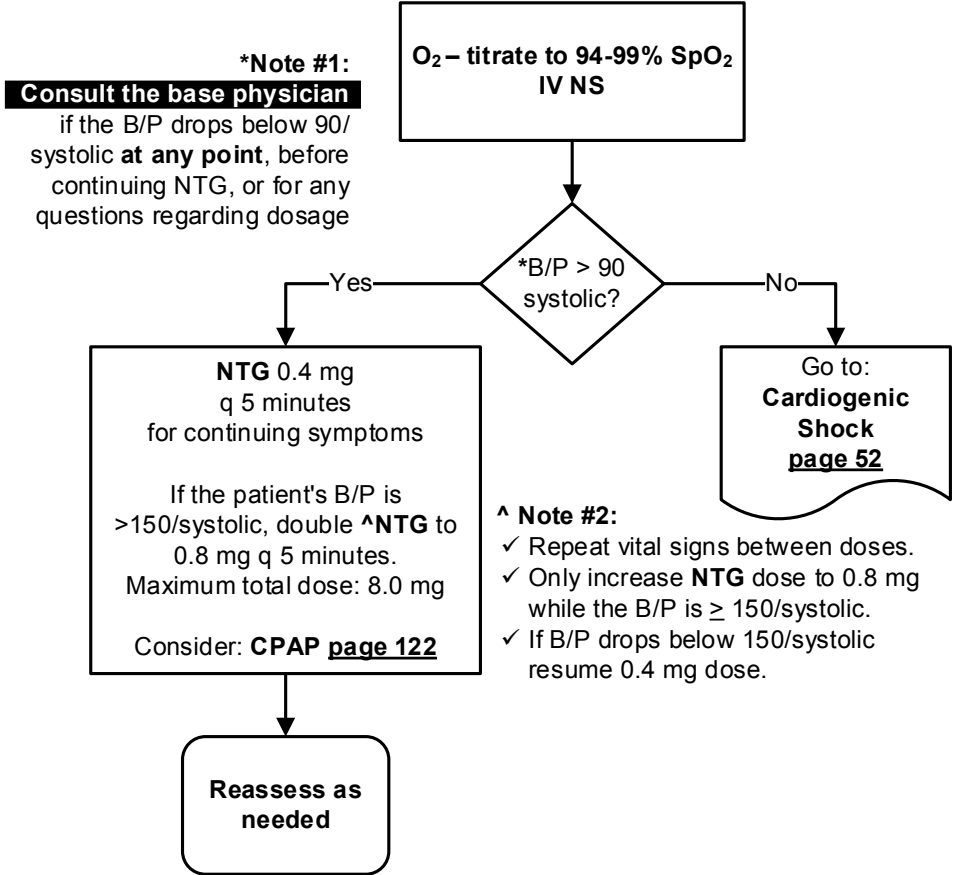 O₂ – titrate to 94-99% SpO₂
IV NS
*Note #1:
Consult the base physician
if the B/P drops below 90/
systolic at any point, before
continuing NTG, or for any
questions regarding dosage
*B/P > 90
systolic?
Yes
No
NTG 0.4 mg
q 5 minutes
for continuing symptoms
If the patient's B/P is
>150/systolic, double ^NTG to
0.8 mg q 5 minutes.
Maximum total dose: 8.0 mg
Consider: CPAP page 122
Go to:
Cardiogenic
Shock
page 52
^ Note #2:
✓ Repeat vital signs between doses.
✓ Only increase NTG dose to 0.8 mg
while the B/P is ≥ 150/systolic.
✓ If B/P drops below 150/systolic
resume 0.4 mg dose.
Reassess as
needed